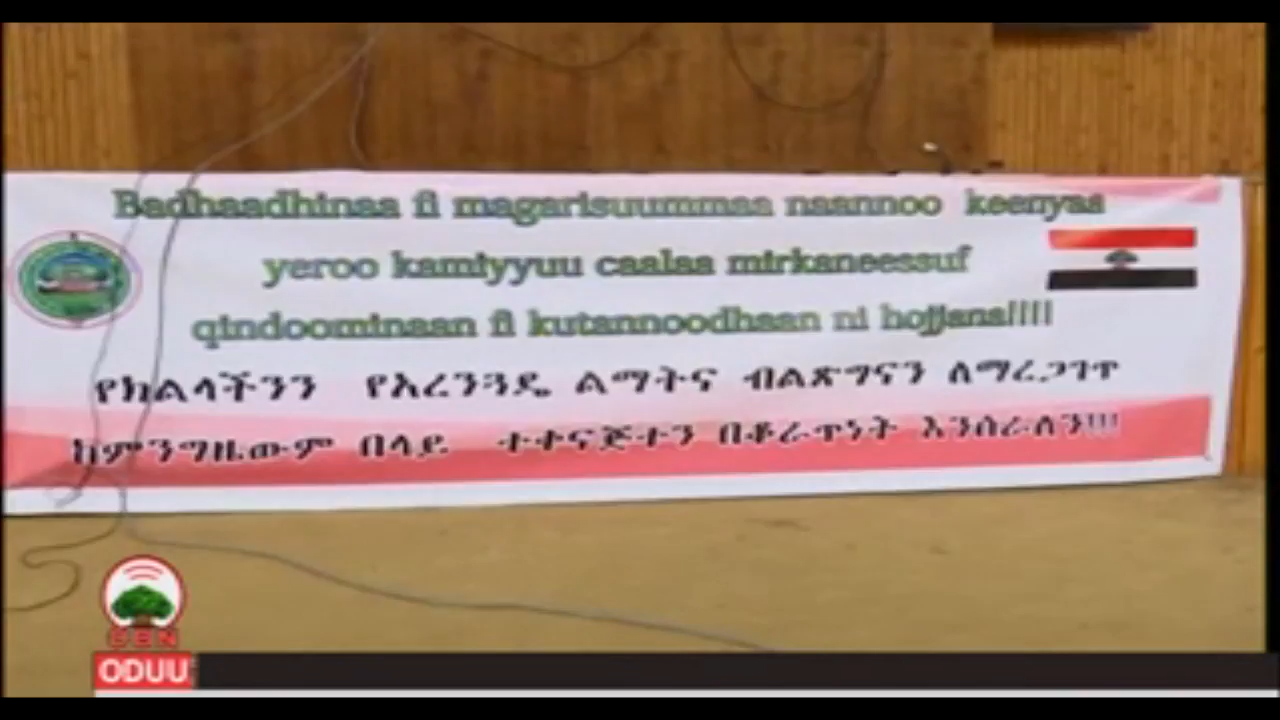 Badhaadhinaa fi magarisuummaa naannoo keenyaa
yeroo kamiyyuu caalaa mirkaneessuf
qindoominaan fi kutannoodhaan ni hojjana!!!!
የክልላችንን የአረንጓዴ ልማትና ብልጽግናን ለማረጋገጥ
ከምንግዜውም በላይ ተቀናጅተን በቆራጥነት እንሰራለን!!!
OBN
ODUU